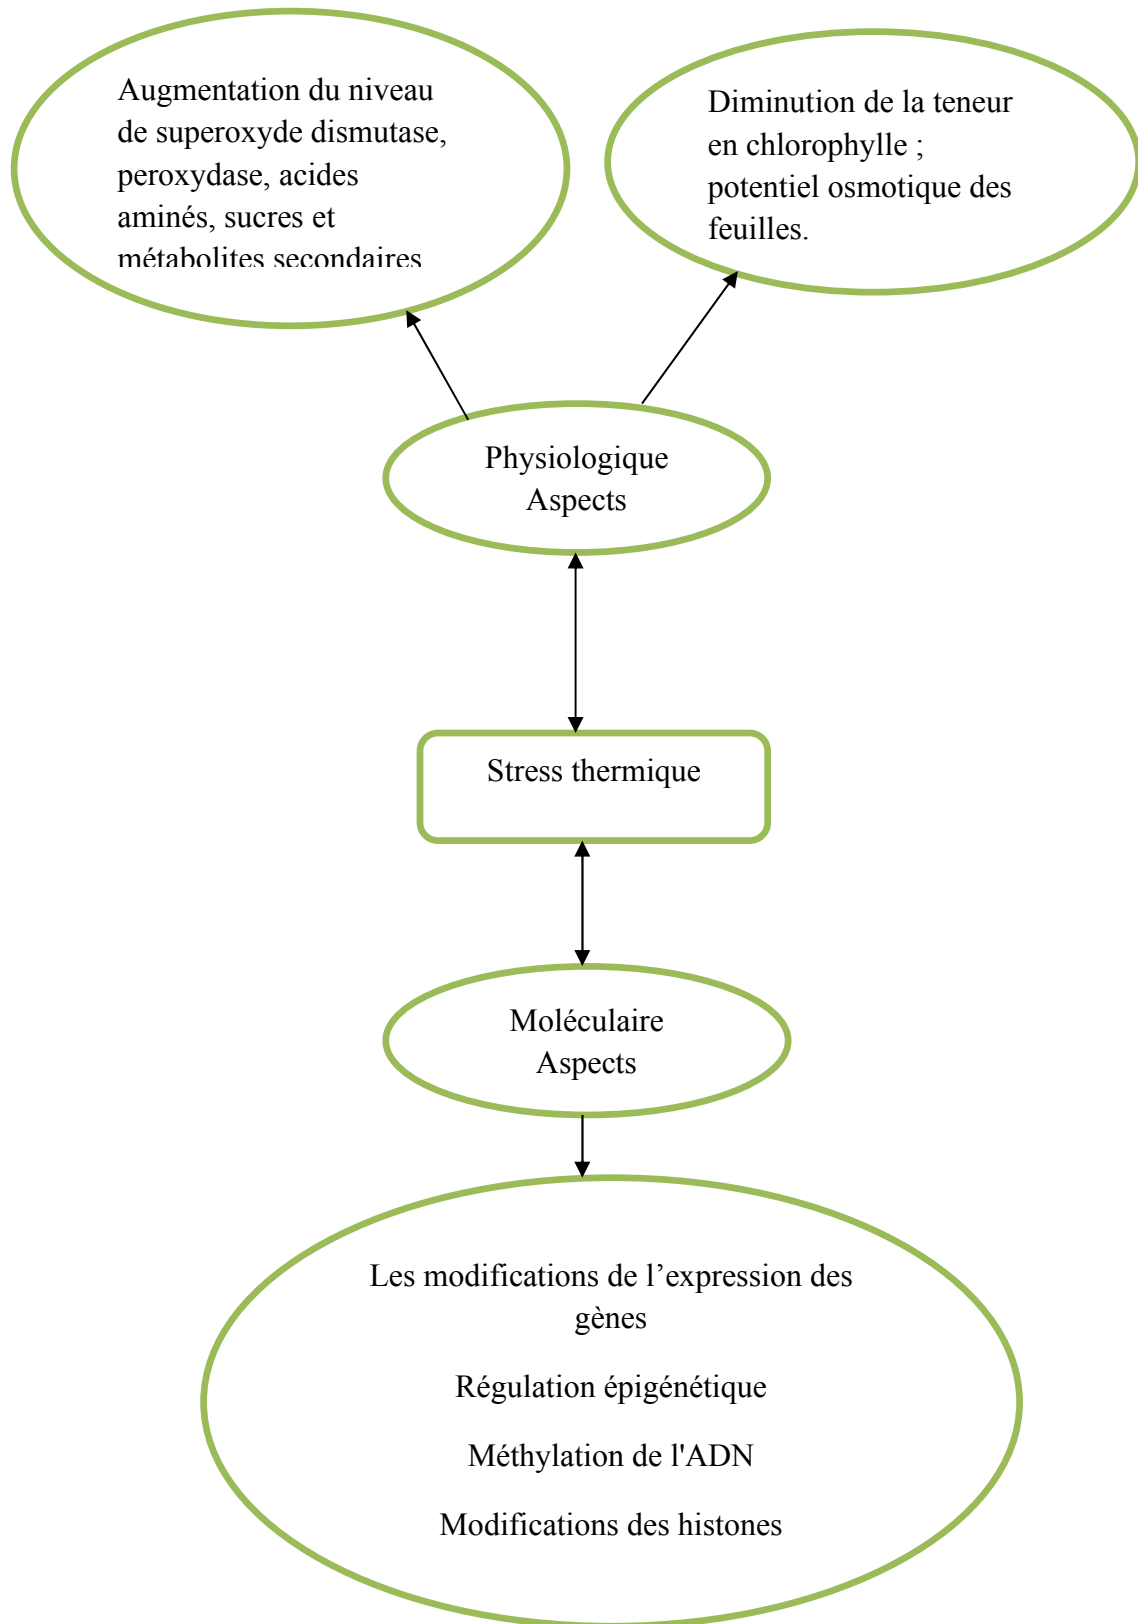 Augmentation du niveau
de superoxyde dismutase,
peroxydase, acides
aminés, sucres et
métabolites secondaires
Diminution de la teneur
en chlorophylle ;
potentiel osmotique des
feuilles.
Physiologique
Aspects
Stress thermique
Moléculaire
Aspects
Les modifications de l’expression des
gènes
Régulation épigénétique
Méthylation de l'ADN
Modifications des histones